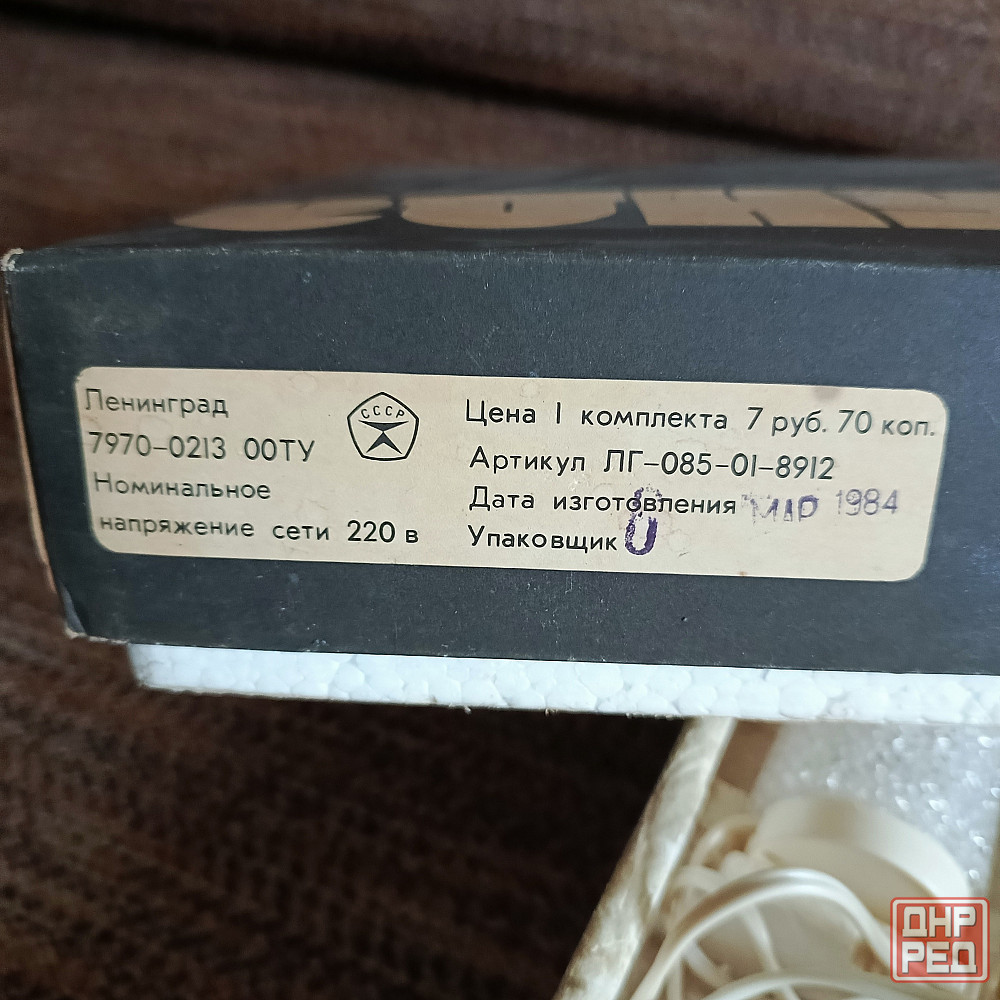 Ленинград
7970-0213 00ТУ
Номинальное
напряжение сети 220 в
СССР
Цена 1 комплекта 7 руб. 70 коп.
Артикул ЛГ-085-01-8912
Дата изготовления МАР 1984
Упаковщик
ДНР
РЕД